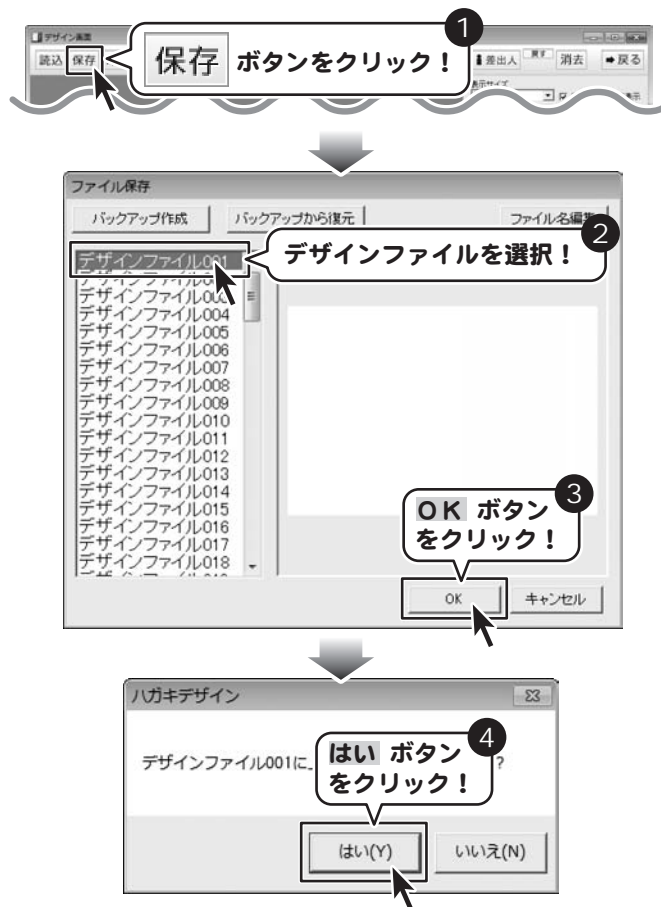 1
デザイン画面
読込 保存 保存 ボタンをクリック！ 差出人 戻す 消去 ➡戻る
表示サイズ
ファイル保存
バックアップ作成 バックアップから復元 ファイル名編集
2
デザインファイル001 デザインファイルを選択！
デザインファイル004
デザインファイル005
デザインファイル006
デザインファイル007
デザインファイル008
デザインファイル009
デザインファイル010
デザインファイル011
デザインファイル012
デザインファイル013
デザインファイル014
デザインファイル015
デザインファイル016
デザインファイル017
デザインファイル018
3
OK ボタン
をクリック！
OK キャンセル
ハガキデザイン
4
デザインファイル001に ?
はい ボタン
をクリック！
はい(Y) いいえ(N)